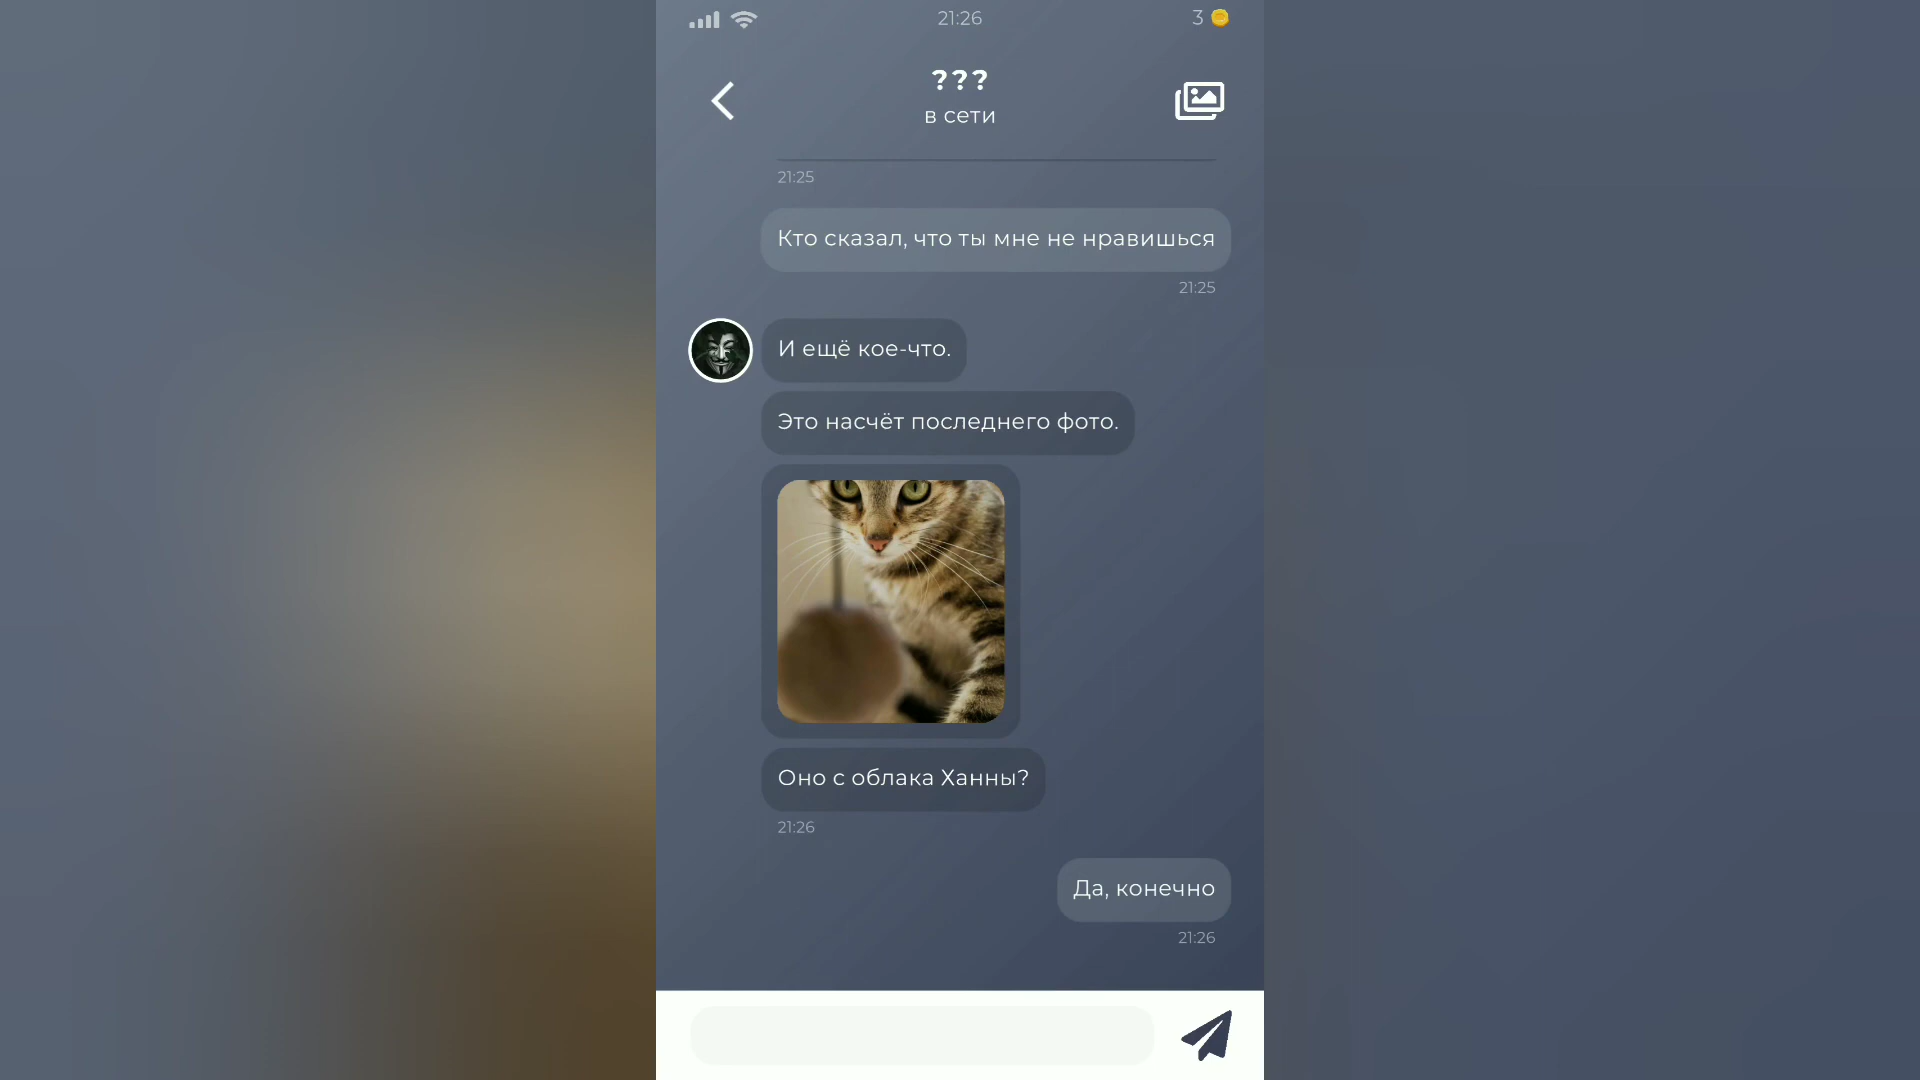 21:26
3
???
в сети
21:25
Кто сказал, что ты мне не нравишься
21:25
И ещё кое-что.
Это насчёт последнего фото.
Оно с облака Ханны?
21:26
Да, конечно
21:26